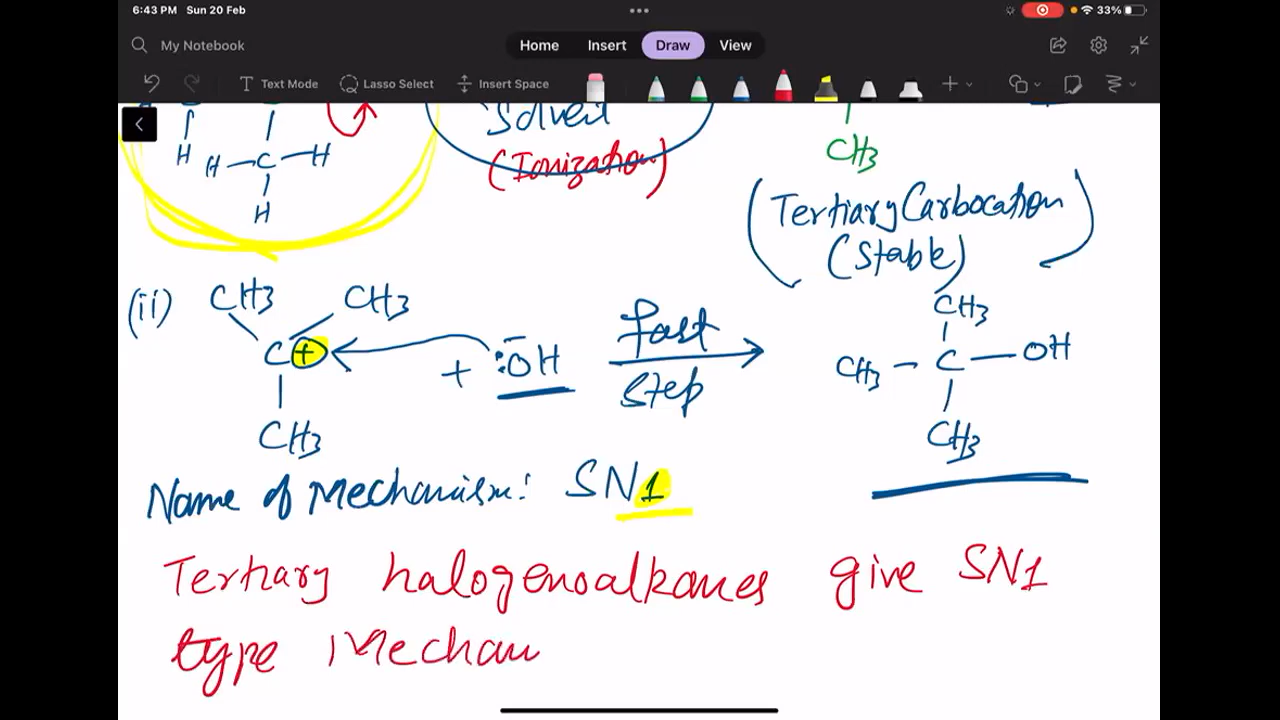 6:43 PM Sun 20 Feb
33%
My Notebook
Home Insert Draw View
Text Mode Lasso Select Insert Space
Solvent
(Ionization)
H H-C-H
H
CH3
(Tertiary Carbocation
(Stable)
(ii) CH3 CH3
C+ + :ŌH
CH3
fast
step
CH3
CH3 - C - OH
CH3
Name of Mechanism: SN1
Tertiary halogenoalkanes give SN1
type Mechan